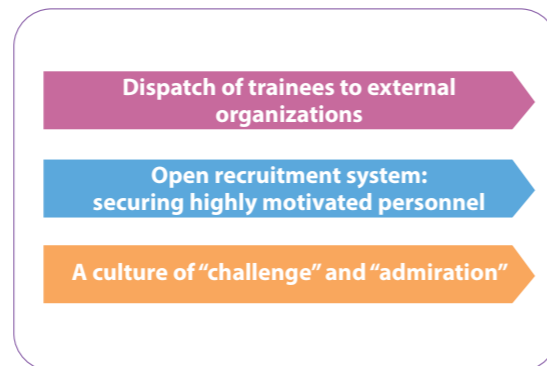 Dispatch of trainees to external
organizations
Open recruitment system:
securing highly motivated personnel
A culture of “challenge” and “admiration”